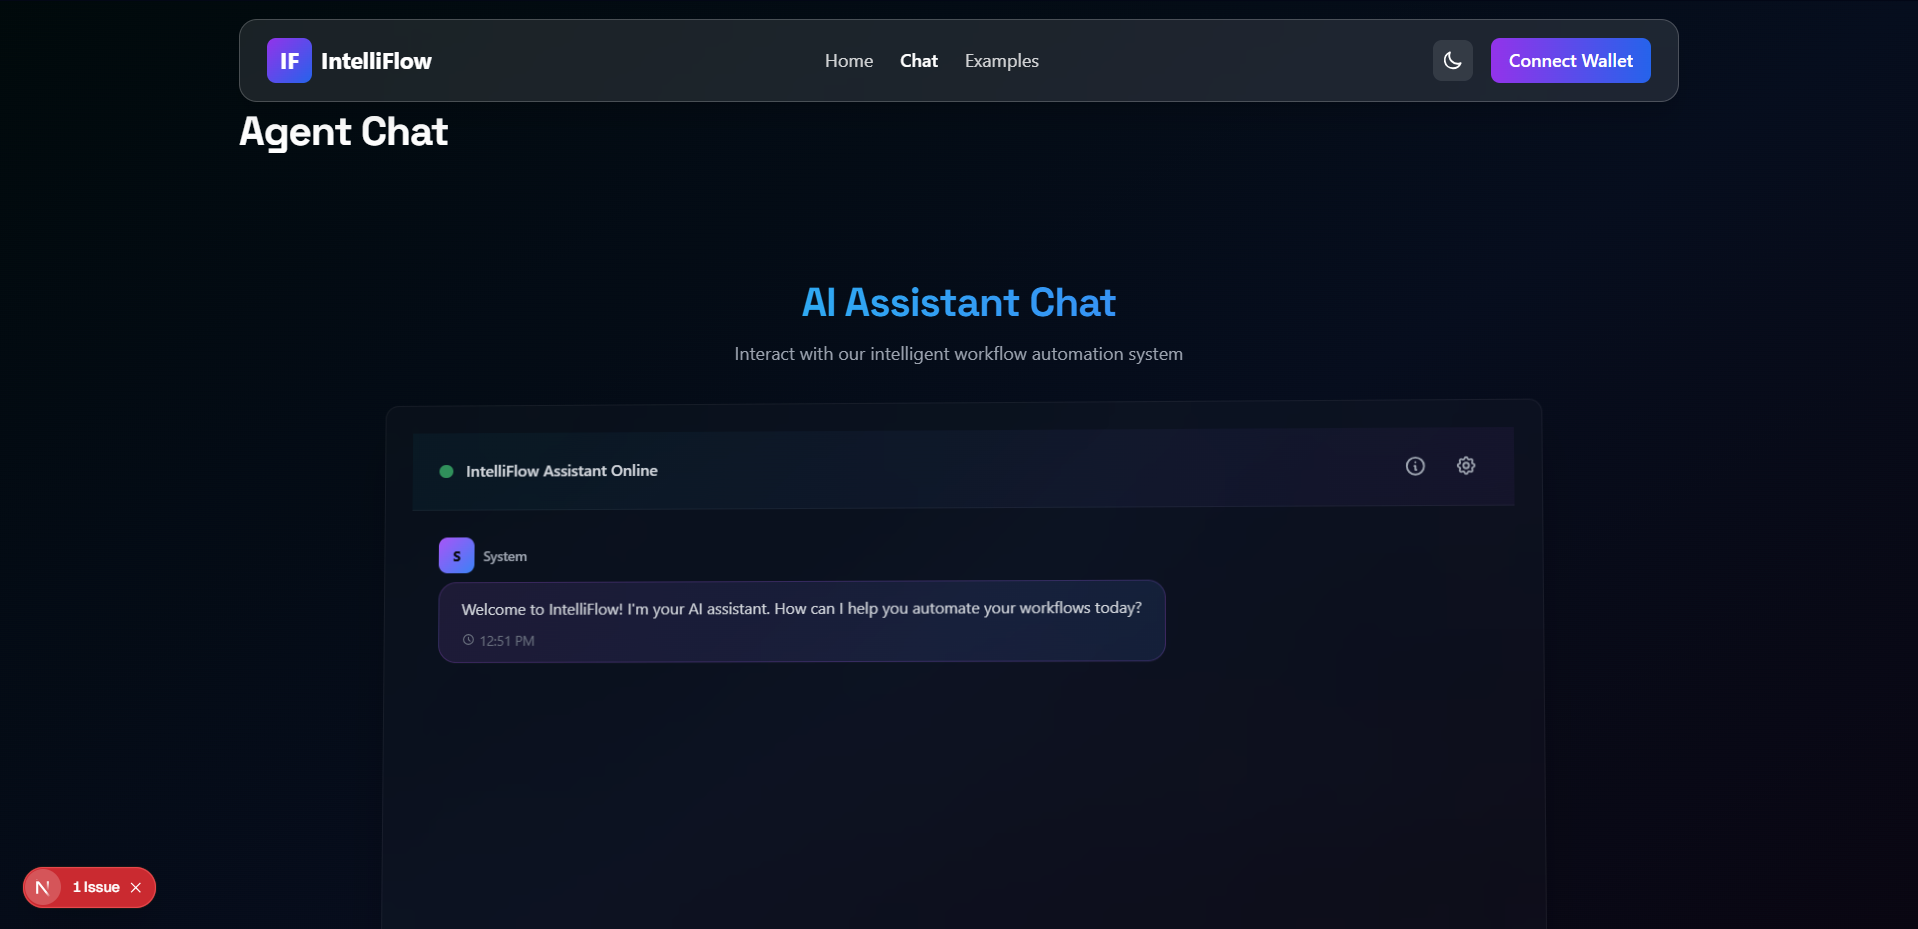 IF IntelliFlow
Home Chat Examples
Connect Wallet
Agent Chat
AI Assistant Chat
Interact with our intelligent workflow automation system
IntelliFlow Assistant Online
S System
Welcome to IntelliFlow! I'm your AI assistant. How can I help you automate your workflows today?
12:51 PM
N 1 Issue